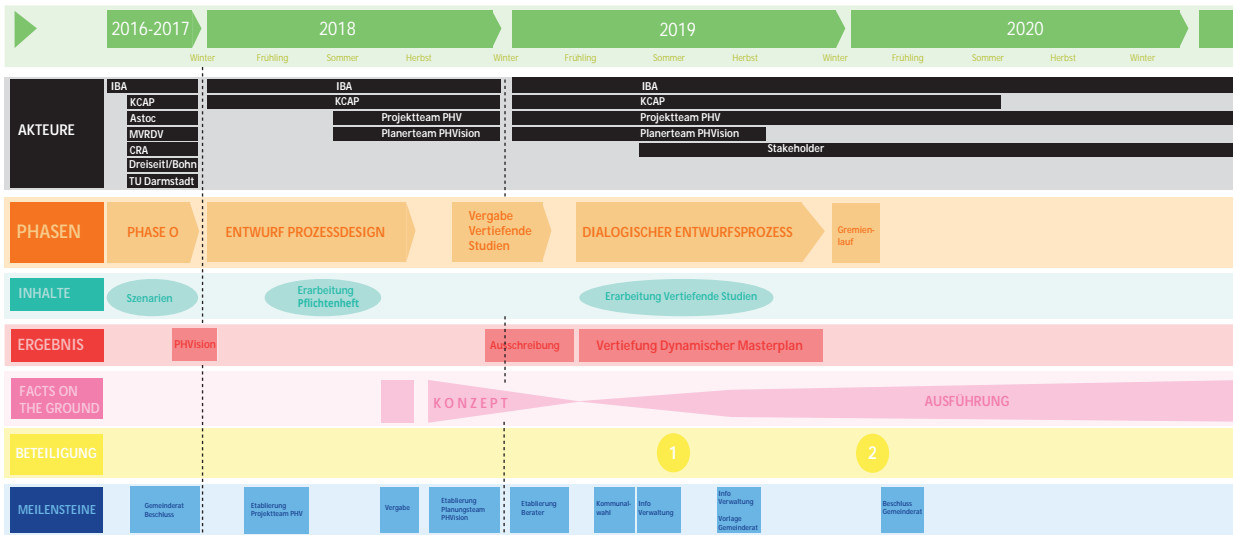 2016-2017 2018 2019 2020
Winter Frühling Sommer Herbst Winter Frühling Sommer Herbst Winter Frühling Sommer Herbst Winter
AKTEURE
IBA IBA IBA
KCAP KCAP KCAP
Astoc Projektteam PHV Projektteam PHV
MVRDV Planerteam PHVision Planerteam PHVision
CRA Stakeholder
Dreiseitl/Bohn
TU Darmstadt
PHASEN
PHASE O
ENTWURF PROZESSDESIGN
Vergabe
Vertiefende
Studien
DIALOGISCHER ENTWURFSPROZESS
Gremien-
lauf
INHALTE
Szenarien
Erarbeitung
Pflichtenheft
Erarbeitung Vertiefende Studien
ERGEBNIS
PHVision
Ausschreibung
Vertiefung Dynamischer Masterplan
FACTS ON
THE GROUND
KONZEPT
AUSFÜHRUNG
BETEILIGUNG
1
2
MEILENSTEINE
Gemeinderat
Beschluss
Etablierung
Projektteam PHV
Vergabe
Etablierung
Planungsteam
PHVision
Etablierung
Berater
Kommunal-
wahl
Info
Verwaltung
Info
Verwaltung
Vorlage
Gemeinderat
Beschluss
Gemeinderat